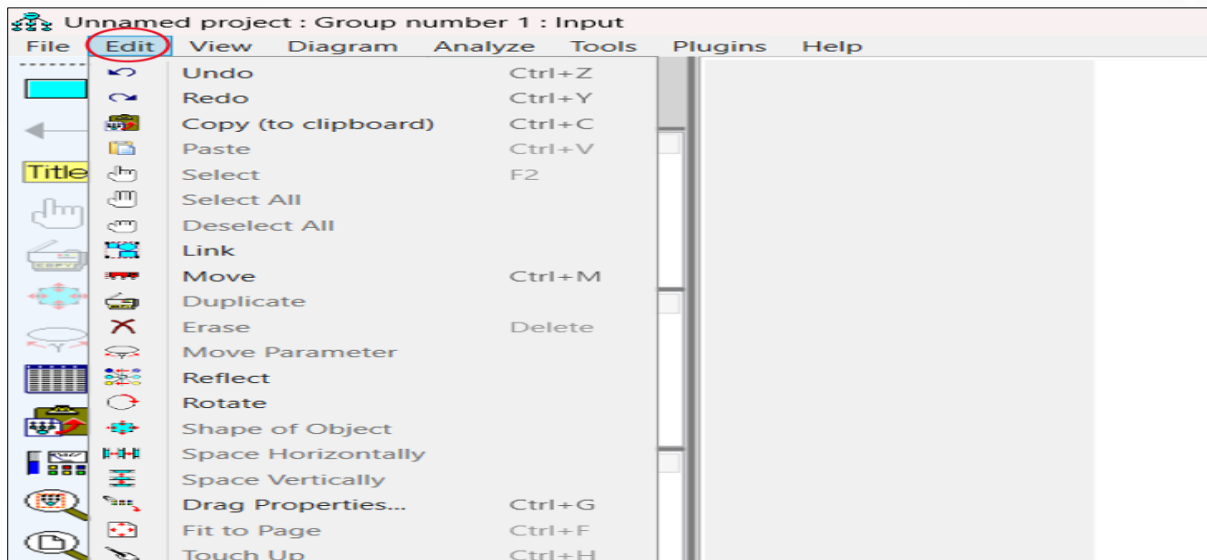 Unnamed project : Group number 1 : Input
File Edit View Diagram Analyze Tools Plugins Help
Undo Ctrl+Z
Redo Ctrl+Y
Copy (to clipboard) Ctrl+C
Paste Ctrl+V
Title
Select F2
Select All
Deselect All
Link
COPY
Move Ctrl+M
Duplicate
Erase Delete
Move Parameter
Reflect
Rotate
Shape of Object
Space Horizontally
Space Vertically
Drag Properties... Ctrl+G
Fit to Page Ctrl+F
Touch Up Ctrl+H